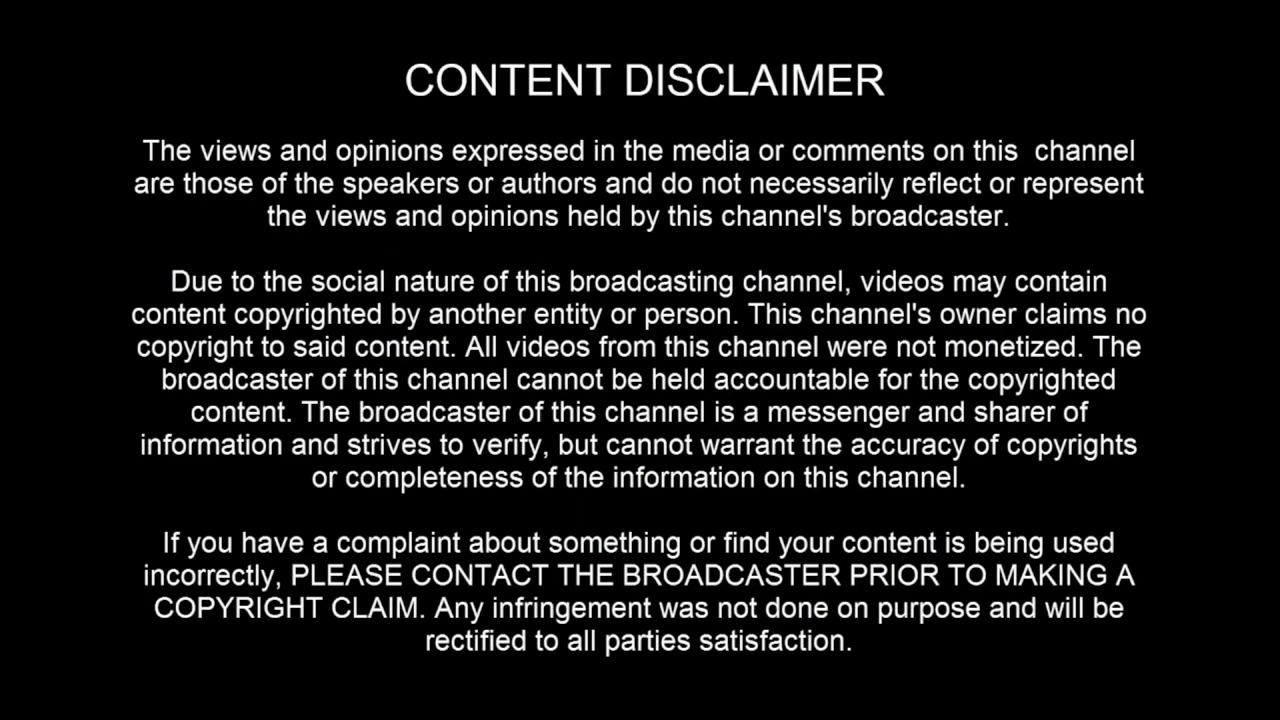 CONTENT DISCLAIMER
The views and opinions expressed in the media or comments on this channel
are those of the speakers or authors and do not necessarily reflect or represent
the views and opinions held by this channel's broadcaster.
Due to the social nature of this broadcasting channel, videos may contain
content copyrighted by another entity or person. This channel's owner claims no
copyright to said content. All videos from this channel were not monetized. The
broadcaster of this channel cannot be held accountable for the copyrighted
content. The broadcaster of this channel is a messenger and sharer of
information and strives to verify, but cannot warrant the accuracy of copyrights
or completeness of the information on this channel.
If you have a complaint about something or find your content is being used
incorrectly, PLEASE CONTACT THE BROADCASTER PRIOR TO MAKING A
COPYRIGHT CLAIM. Any infringement was not done on purpose and will be
rectified to all parties satisfaction.